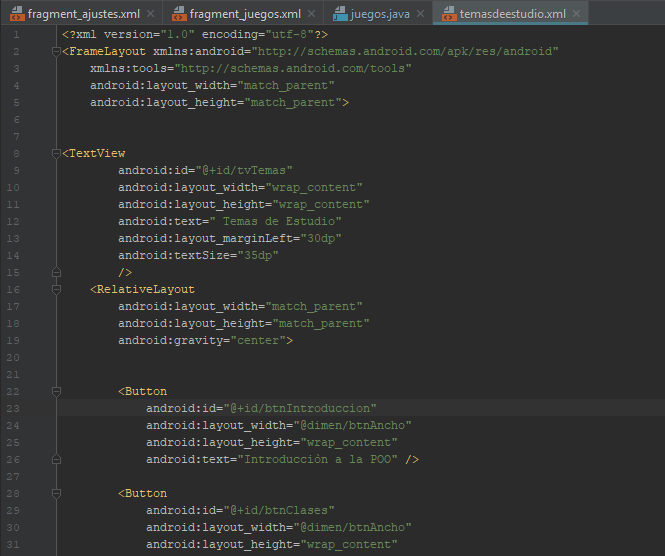 fragment_ajustes.xml fragment_juegos.xml juegos.java temasdeestudio.xml
1 <?xml version="1.0" encoding="utf-8"?>
2 <FrameLayout xmlns:android="http://schemas.android.com/apk/res/android"
3 xmlns:tools="http://schemas.android.com/tools"
4 android:layout_width="match_parent"
5 android:layout_height="match_parent">
6
7
8 <TextView
9 android:id="@+id/tvTemas"
10 android:layout_width="wrap_content"
11 android:layout_height="wrap_content"
12 android:text=" Temas de Estudio"
13 android:layout_marginLeft="30dp"
14 android:textSize="35dp"
15 />
16 <RelativeLayout
17 android:layout_width="match_parent"
18 android:layout_height="match_parent"
19 android:gravity="center">
20
21
22 <Button
23 android:id="@+id/btnIntroduccion"
24 android:layout_width="@dimen/btnAncho"
25 android:layout_height="wrap_content"
26 android:text="Introducción a la POO" />
27
28 <Button
29 android:id="@+id/btnClases"
30 android:layout_width="@dimen/btnAncho"
31 android:layout_height="wrap_content"